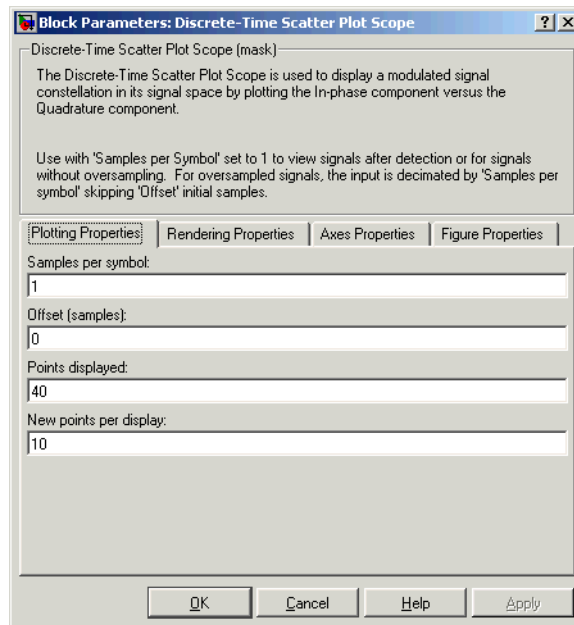 Block Parameters: Discrete-Time Scatter Plot Scope
Discrete-Time Scatter Plot Scope (mask)
The Discrete-Time Scatter Plot Scope is used to display a modulated signal
constellation in its signal space by plotting the In-phase component versus the
Quadrature component.
Use with 'Samples per Symbol' set to 1 to view signals after detection or for signals
without oversampling. For oversampled signals, the input is decimated by 'Samples per
symbol' skipping 'Offset' initial samples.
Plotting Properties Rendering Properties Axes Properties Figure Properties
Samples per symbol:
1
Offset (samples):
0
Points displayed:
40
New points per display:
10
OK Cancel Help Apply